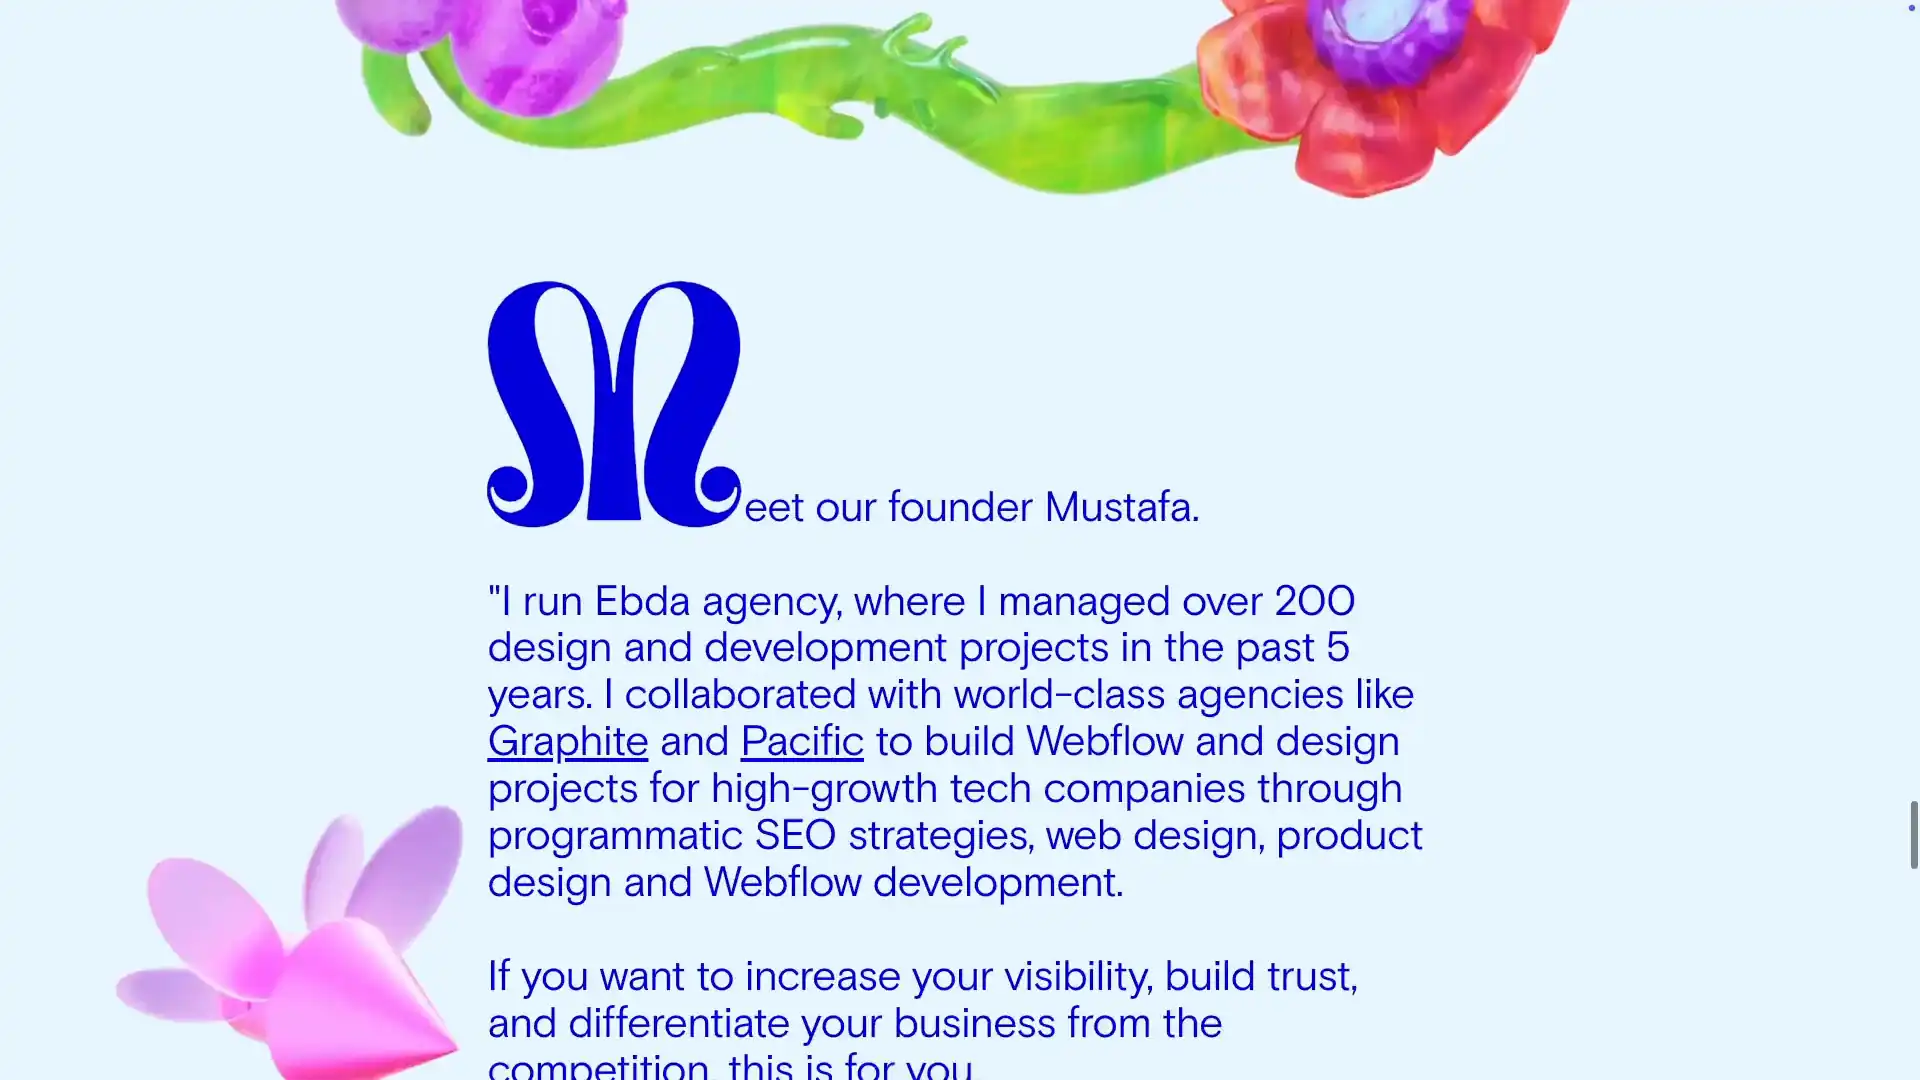 Meet our founder Mustafa.
"I run Ebda agency, where I managed over 200
design and development projects in the past 5
years. I collaborated with world-class agencies like
Graphite and Pacific to build Webflow and design
projects for high-growth tech companies through
programmatic SEO strategies, web design, product
design and Webflow development.
If you want to increase your visibility, build trust,
and differentiate your business from the
competition, this is for you.